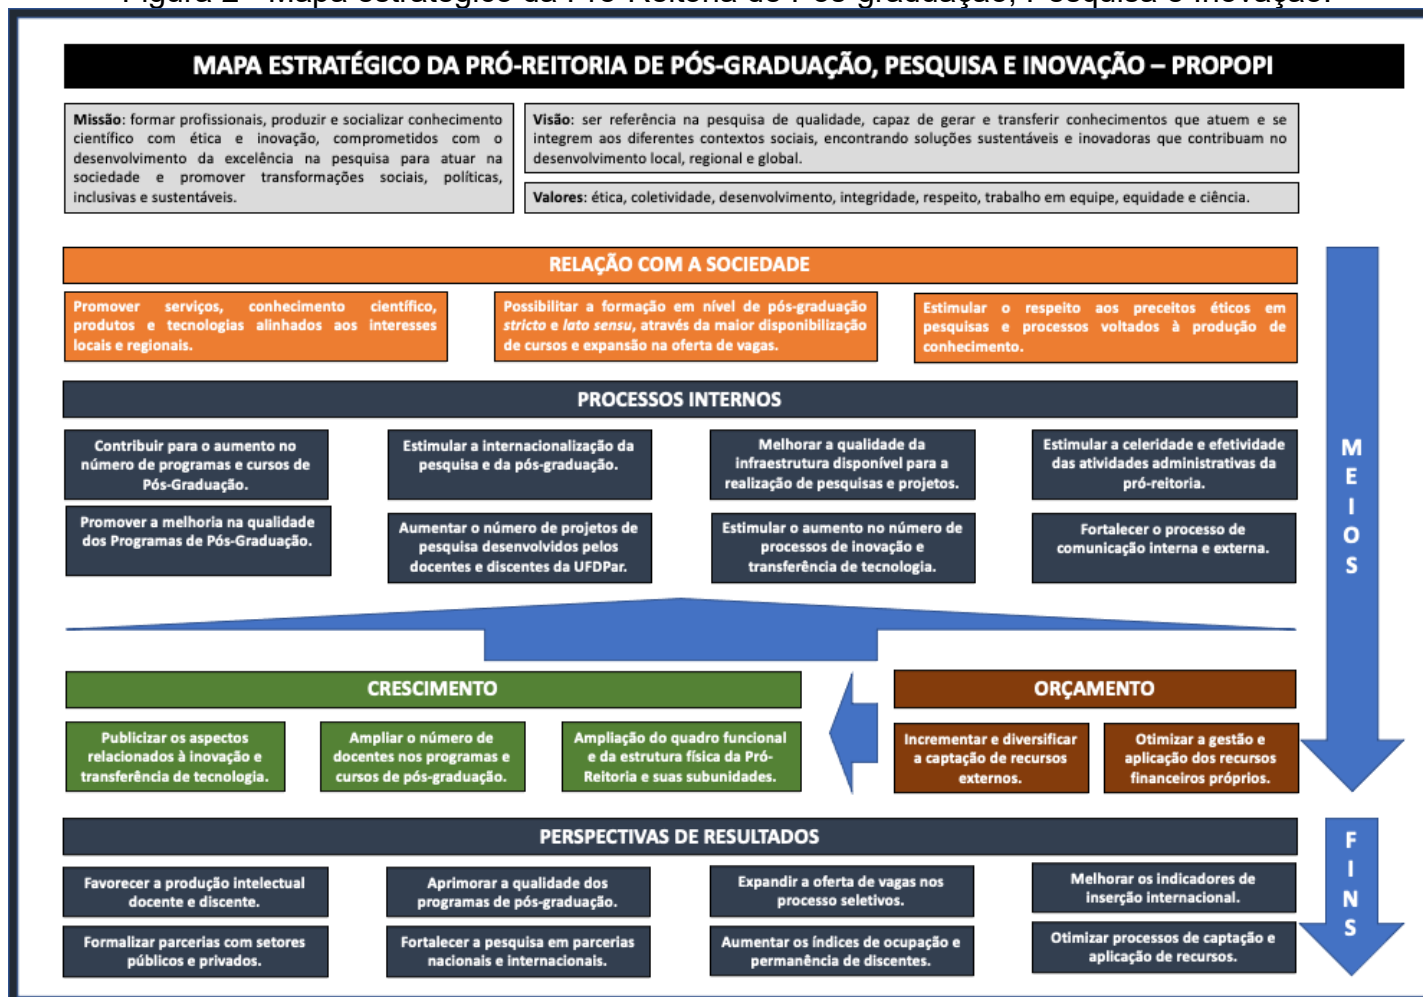 Figura 2 - Mapa estratégico da Pró-Reitoria de Pós-graduação, Pesquisa e Inovação.
MAPA ESTRATÉGICO DA PRÓ-REITORIA DE PÓS-GRADUAÇÃO, PESQUISA E INOVAÇÃO – PROPOPI
Missão: formar profissionais, produzir e socializar conhecimento
científico com ética e inovação, comprometidos com o
desenvolvimento da excelência na pesquisa para atuar na
sociedade e promover transformações sociais, políticas,
inclusivas e sustentáveis.
Visão: ser referência na pesquisa de qualidade, capaz de gerar e transferir conhecimentos que atuem e se
integrem aos diferentes contextos sociais, encontrando soluções sustentáveis e inovadoras que contribuam no
desenvolvimento local, regional e global.
Valores: ética, coletividade, desenvolvimento, integridade, respeito, trabalho em equipe, equidade e ciência.
RELAÇÃO COM A SOCIEDADE
Promover serviços, conhecimento científico,
produtos e tecnologias alinhados aos interesses
locais e regionais.
Possibilitar a formação em nível de pós-graduação
stricto e lato sensu, através da maior disponibilização
de cursos e expansão na oferta de vagas.
Estimular o respeito aos preceitos éticos em
pesquisas e processos voltados à produção de
conhecimento.
PROCESSOS INTERNOS
Contribuir para o aumento no
número de programas e cursos de
Pós-Graduação.
Estimular a internacionalização da
pesquisa e da pós-graduação.
Melhorar a qualidade da
infraestrutura disponível para a
realização de pesquisas e projetos.
Estimular a celeridade e efetividade
das atividades administrativas da
pró-reitoria.
Promover a melhoria na qualidade
dos Programas de Pós-Graduação.
Aumentar o número de projetos de
pesquisa desenvolvidos pelos
docentes e discentes da UFDPar.
Estimular o aumento no número de
processos de inovação e
transferência de tecnologia.
Fortalecer o processo de
comunicação interna e externa.
MEIOS
CRESCIMENTO
Publicizar os aspectos
relacionados à inovação e
transferência de tecnologia.
Ampliar o número de
docentes nos programas e
cursos de pós-graduação.
Ampliação do quadro funcional
e da estrutura física da Pró-
Reitoria e suas subunidades.
ORÇAMENTO
Incrementar e diversificar
a captação de recursos
externos.
Otimizar a gestão e
aplicação dos recursos
financeiros próprios.
PERSPECTIVAS DE RESULTADOS
Favorecer a produção intelectual
docente e discente.
Aprimorar a qualidade dos
programas de pós-graduação.
Expandir a oferta de vagas nos
processo seletivos.
Melhorar os indicadores de
inserção internacional.
Formalizar parcerias com setores
públicos e privados.
Fortalecer a pesquisa em parcerias
nacionais e internacionais.
Aumentar os índices de ocupação e
permanência de discentes.
Otimizar processos de captação e
aplicação de recursos.
FINS